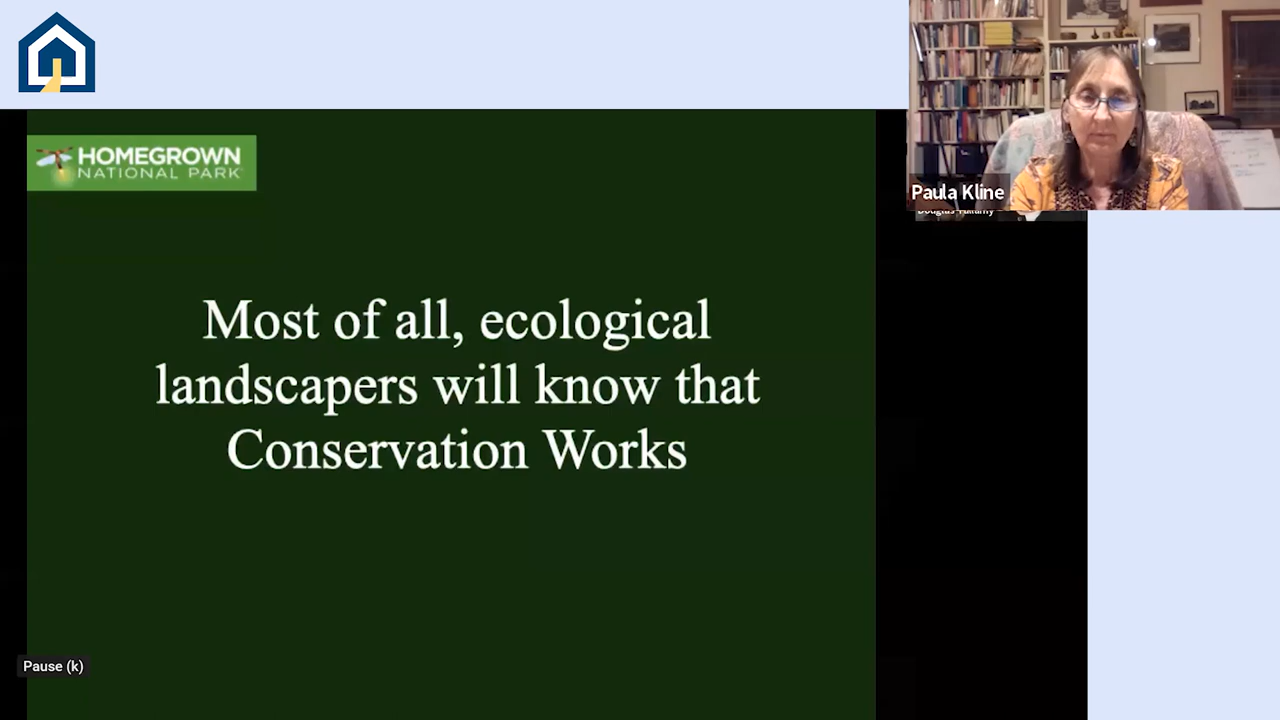 HOMEGROWN
NATIONAL PARK
Most of all, ecological
landscapers will know that
Conservation Works
Paula Kline
Douglas Tallamy
Pause (k)